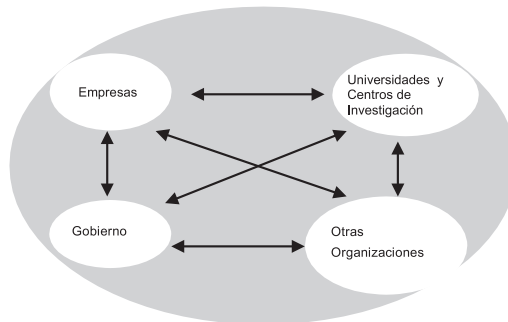 Empresas
Universidades y
Centros de
Investigación
Gobierno
Otras
Organizaciones